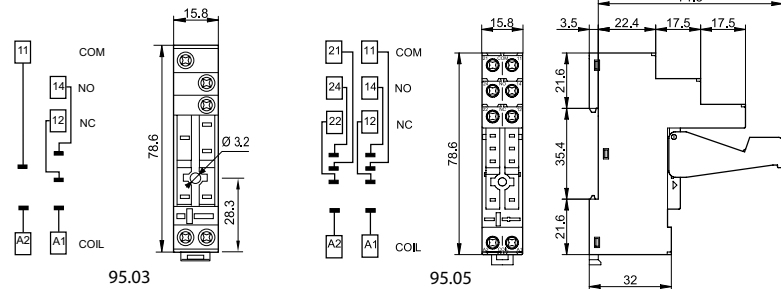 15.8
11 COM
14 NO
12 NC
78.6
Ø 3,2
28.3
A2 A1 COIL
95.03
21 11 COM
24 14 NO
22 12 NC
A2 A1 COIL
15.8
78.6
95.05
3.5 22.4 17.5 17.5
21.6
35.4
21.6
32